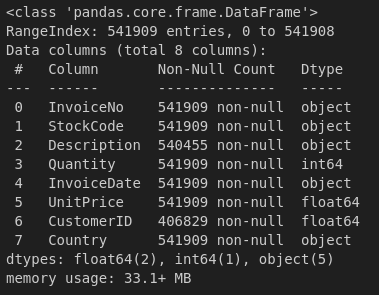 <class 'pandas.core.frame.DataFrame'>
RangeIndex: 541909 entries, 0 to 541908
Data columns (total 8 columns):
 #   Column       Non-Null Count   Dtype
---  ------       --------------   -----
 0   InvoiceNo    541909 non-null  object
 1   StockCode    541909 non-null  object
 2   Description  540455 non-null  object
 3   Quantity     541909 non-null  int64
 4   InvoiceDate  541909 non-null  object
 5   UnitPrice    541909 non-null  float64
 6   CustomerID   406829 non-null  float64
 7   Country      541909 non-null  object
dtypes: float64(2), int64(1), object(5)
memory usage: 33.1+ MB